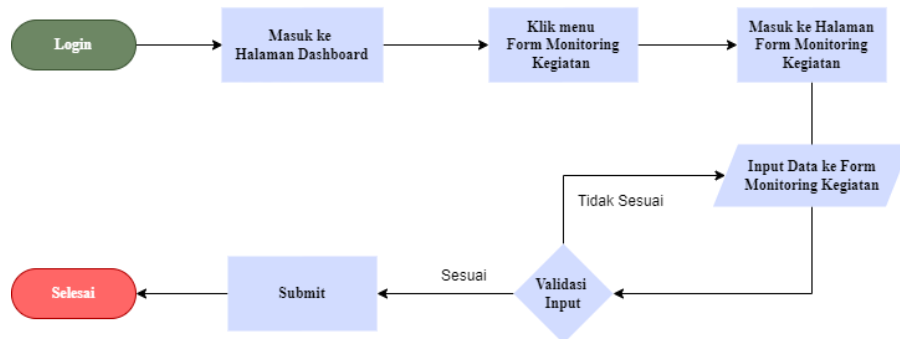 Login
Masuk ke
Halaman Dashboard
Klik menu
Form Monitoring
Kegiatan
Masuk ke Halaman
Form Monitoring
Kegiatan
Input Data ke Form
Monitoring Kegiatan
Tidak Sesuai
Validasi
Input
Sesuai
Submit
Selesai